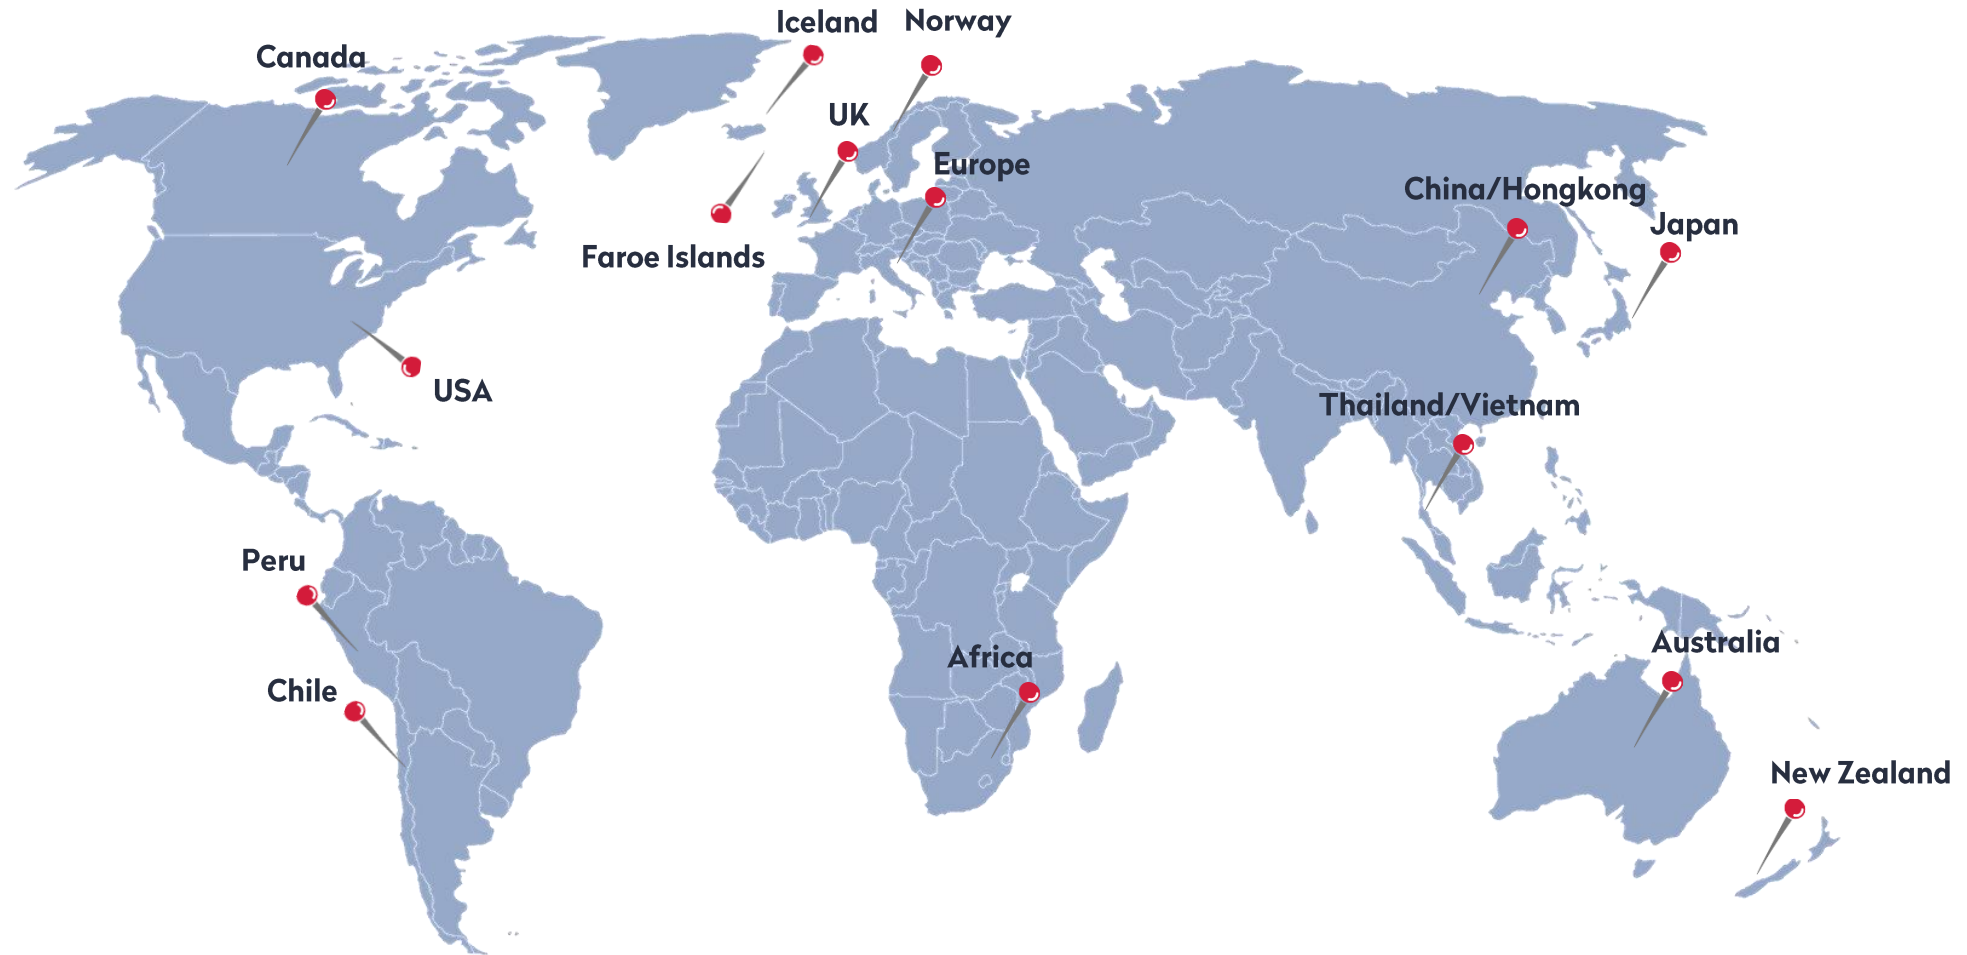 Iceland
Norway
Canada
UK
Europe
China/Hongkong
Japan
Faroe Islands
USA
Thailand/Vietnam
Peru
Africa
Australia
Chile
New Zealand